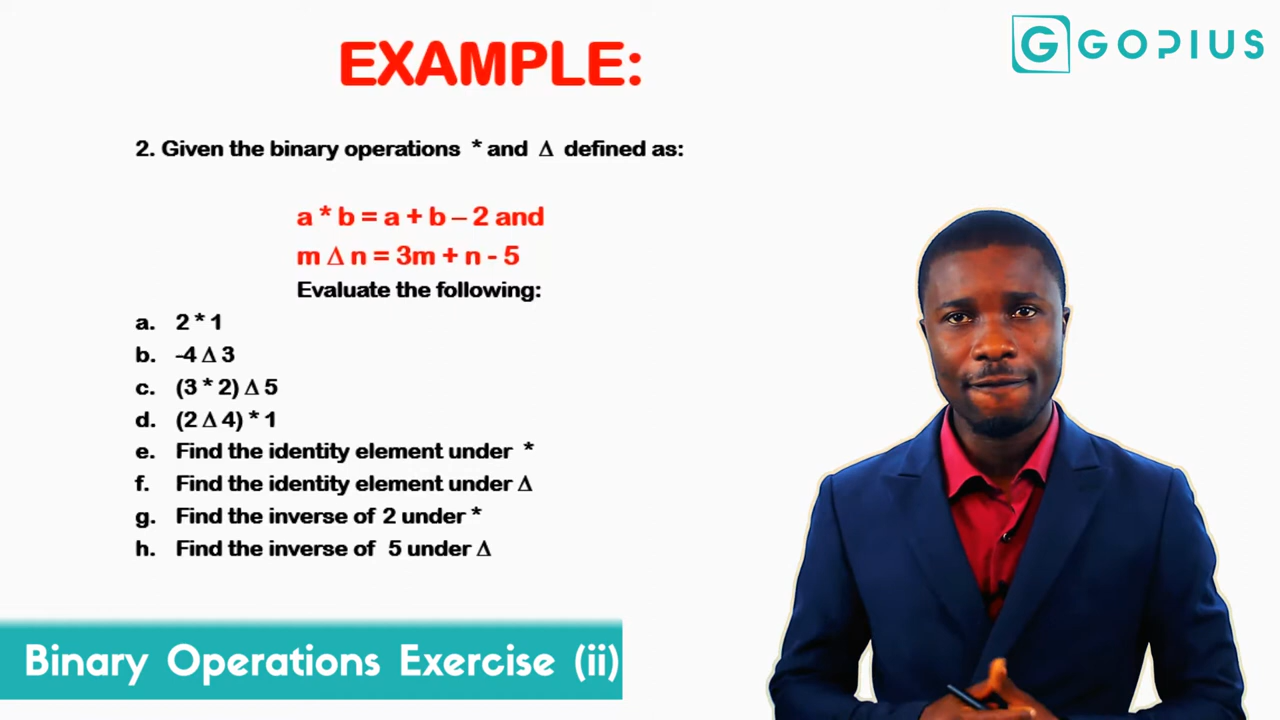 EXAMPLE:
GOPIUS
2. Given the binary operations * and Δ defined as:
a * b = a + b – 2 and
m Δ n = 3m + n - 5
Evaluate the following:
a. 2 * 1
b. -4 Δ 3
c. (3 * 2) Δ 5
d. (2 Δ 4) * 1
e. Find the identity element under *
f. Find the identity element under Δ
g. Find the inverse of 2 under *
h. Find the inverse of 5 under Δ
Binary Operations Exercise (ii)